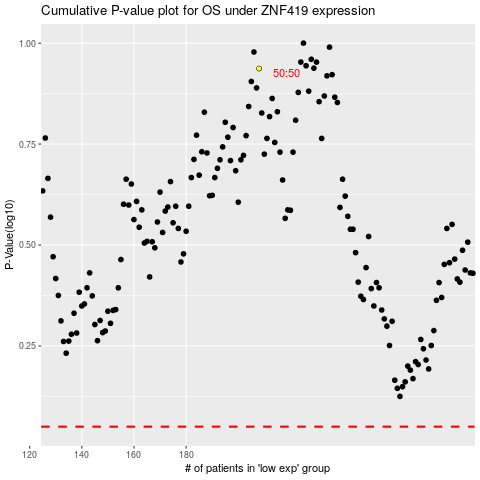 Cumulative P-value plot for OS under ZNF419 expression
P-Value(log10)
1.00
0.75
0.50
0.25
50:50
120 140 160 180
# of patients in 'low exp' group